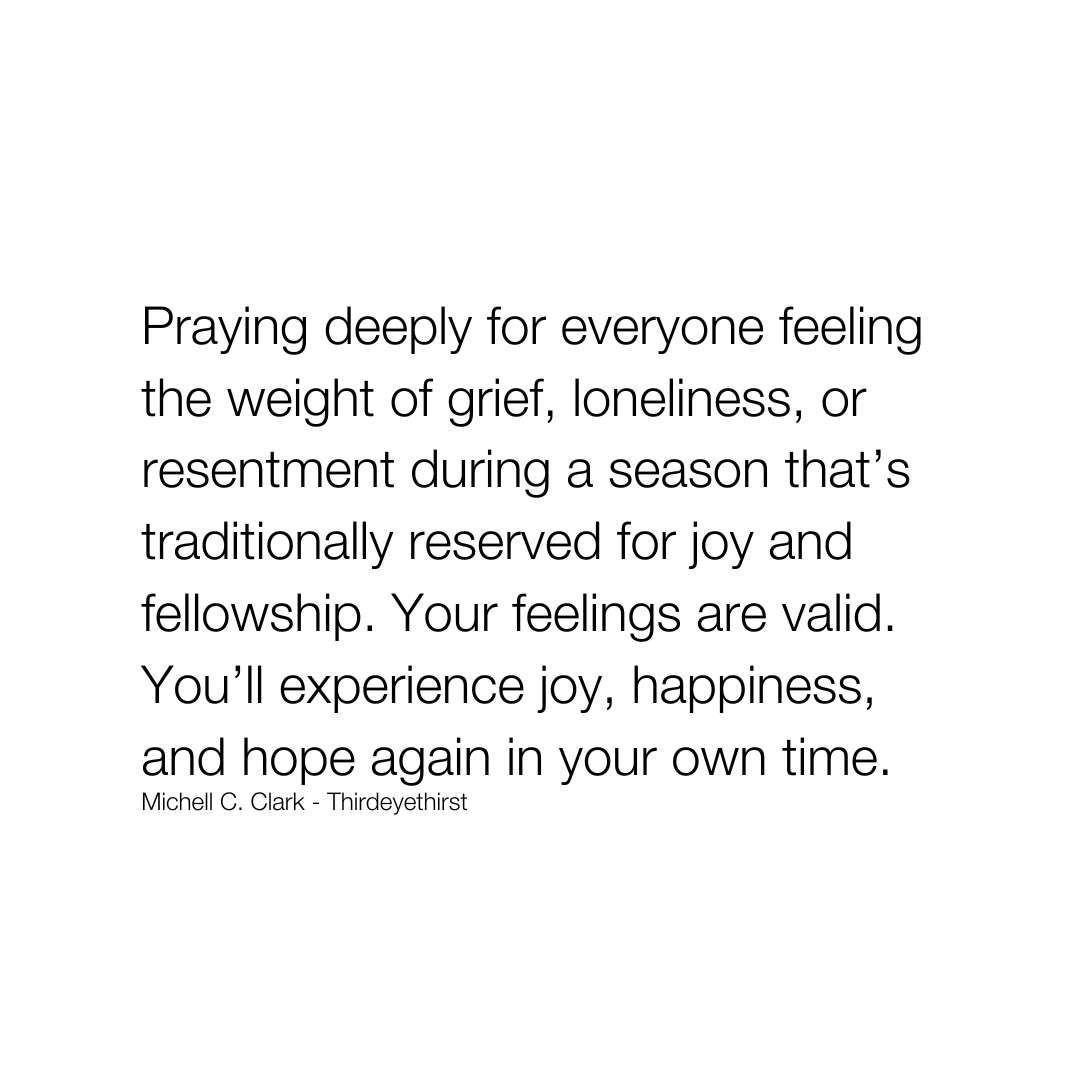 Praying deeply for everyone feeling
the weight of grief, loneliness, or
resentment during a season that’s
traditionally reserved for joy and
fellowship. Your feelings are valid.
You’ll experience joy, happiness,
and hope again in your own time.
Michell C. Clark - Thirdeyethirst